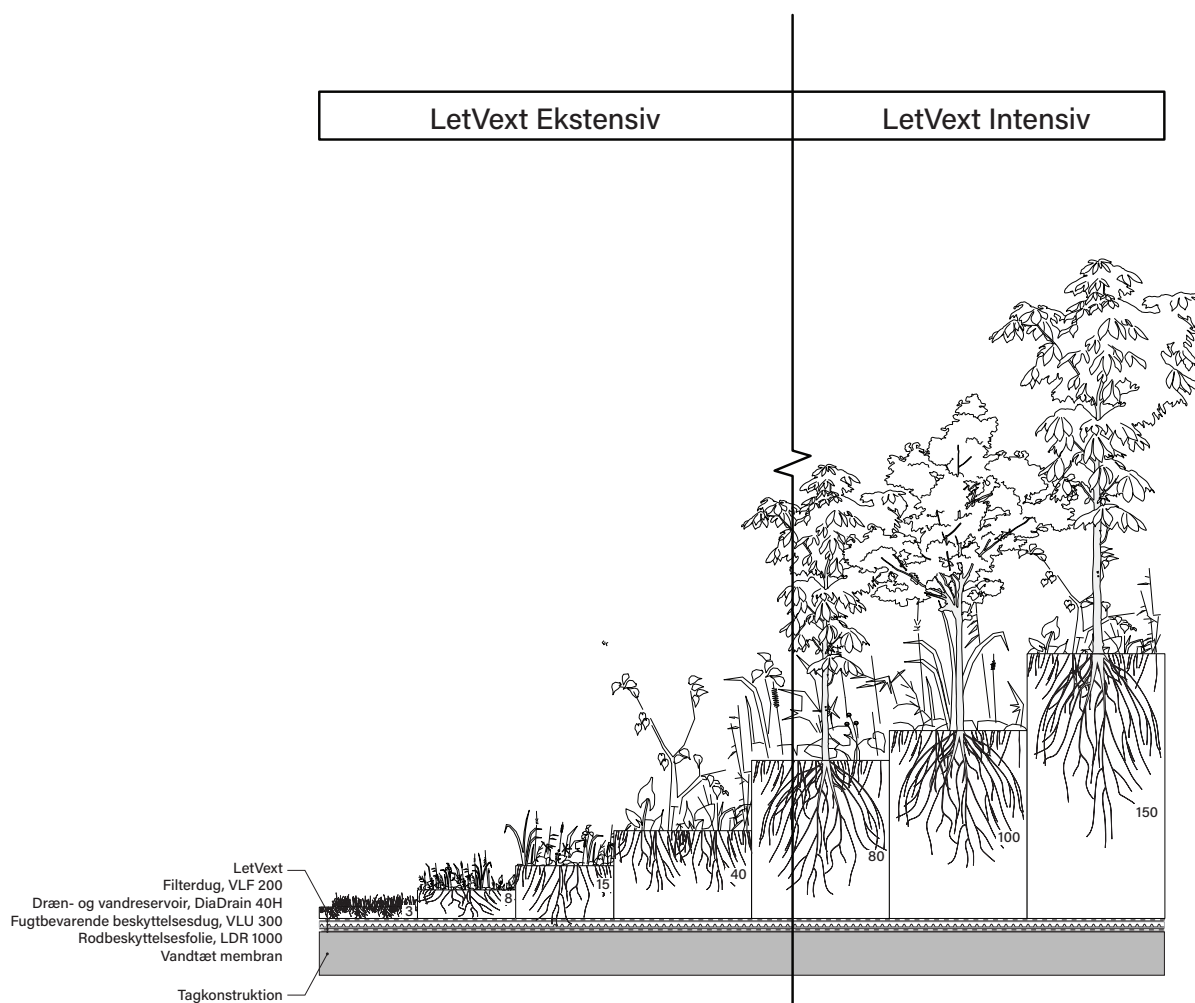 LetVext Ekstensiv
LetVext Intensiv
150
100
80
40
15
8
3
LetVext
Filterdug, VLF 200
Dræn- og vandreservoir, DiaDrain 40H
Fugtbevarende beskyttelsesdug, VLU 300
Rodbeskyttelsesfolie, LDR 1000
Vandtæt membran
Tagkonstruktion